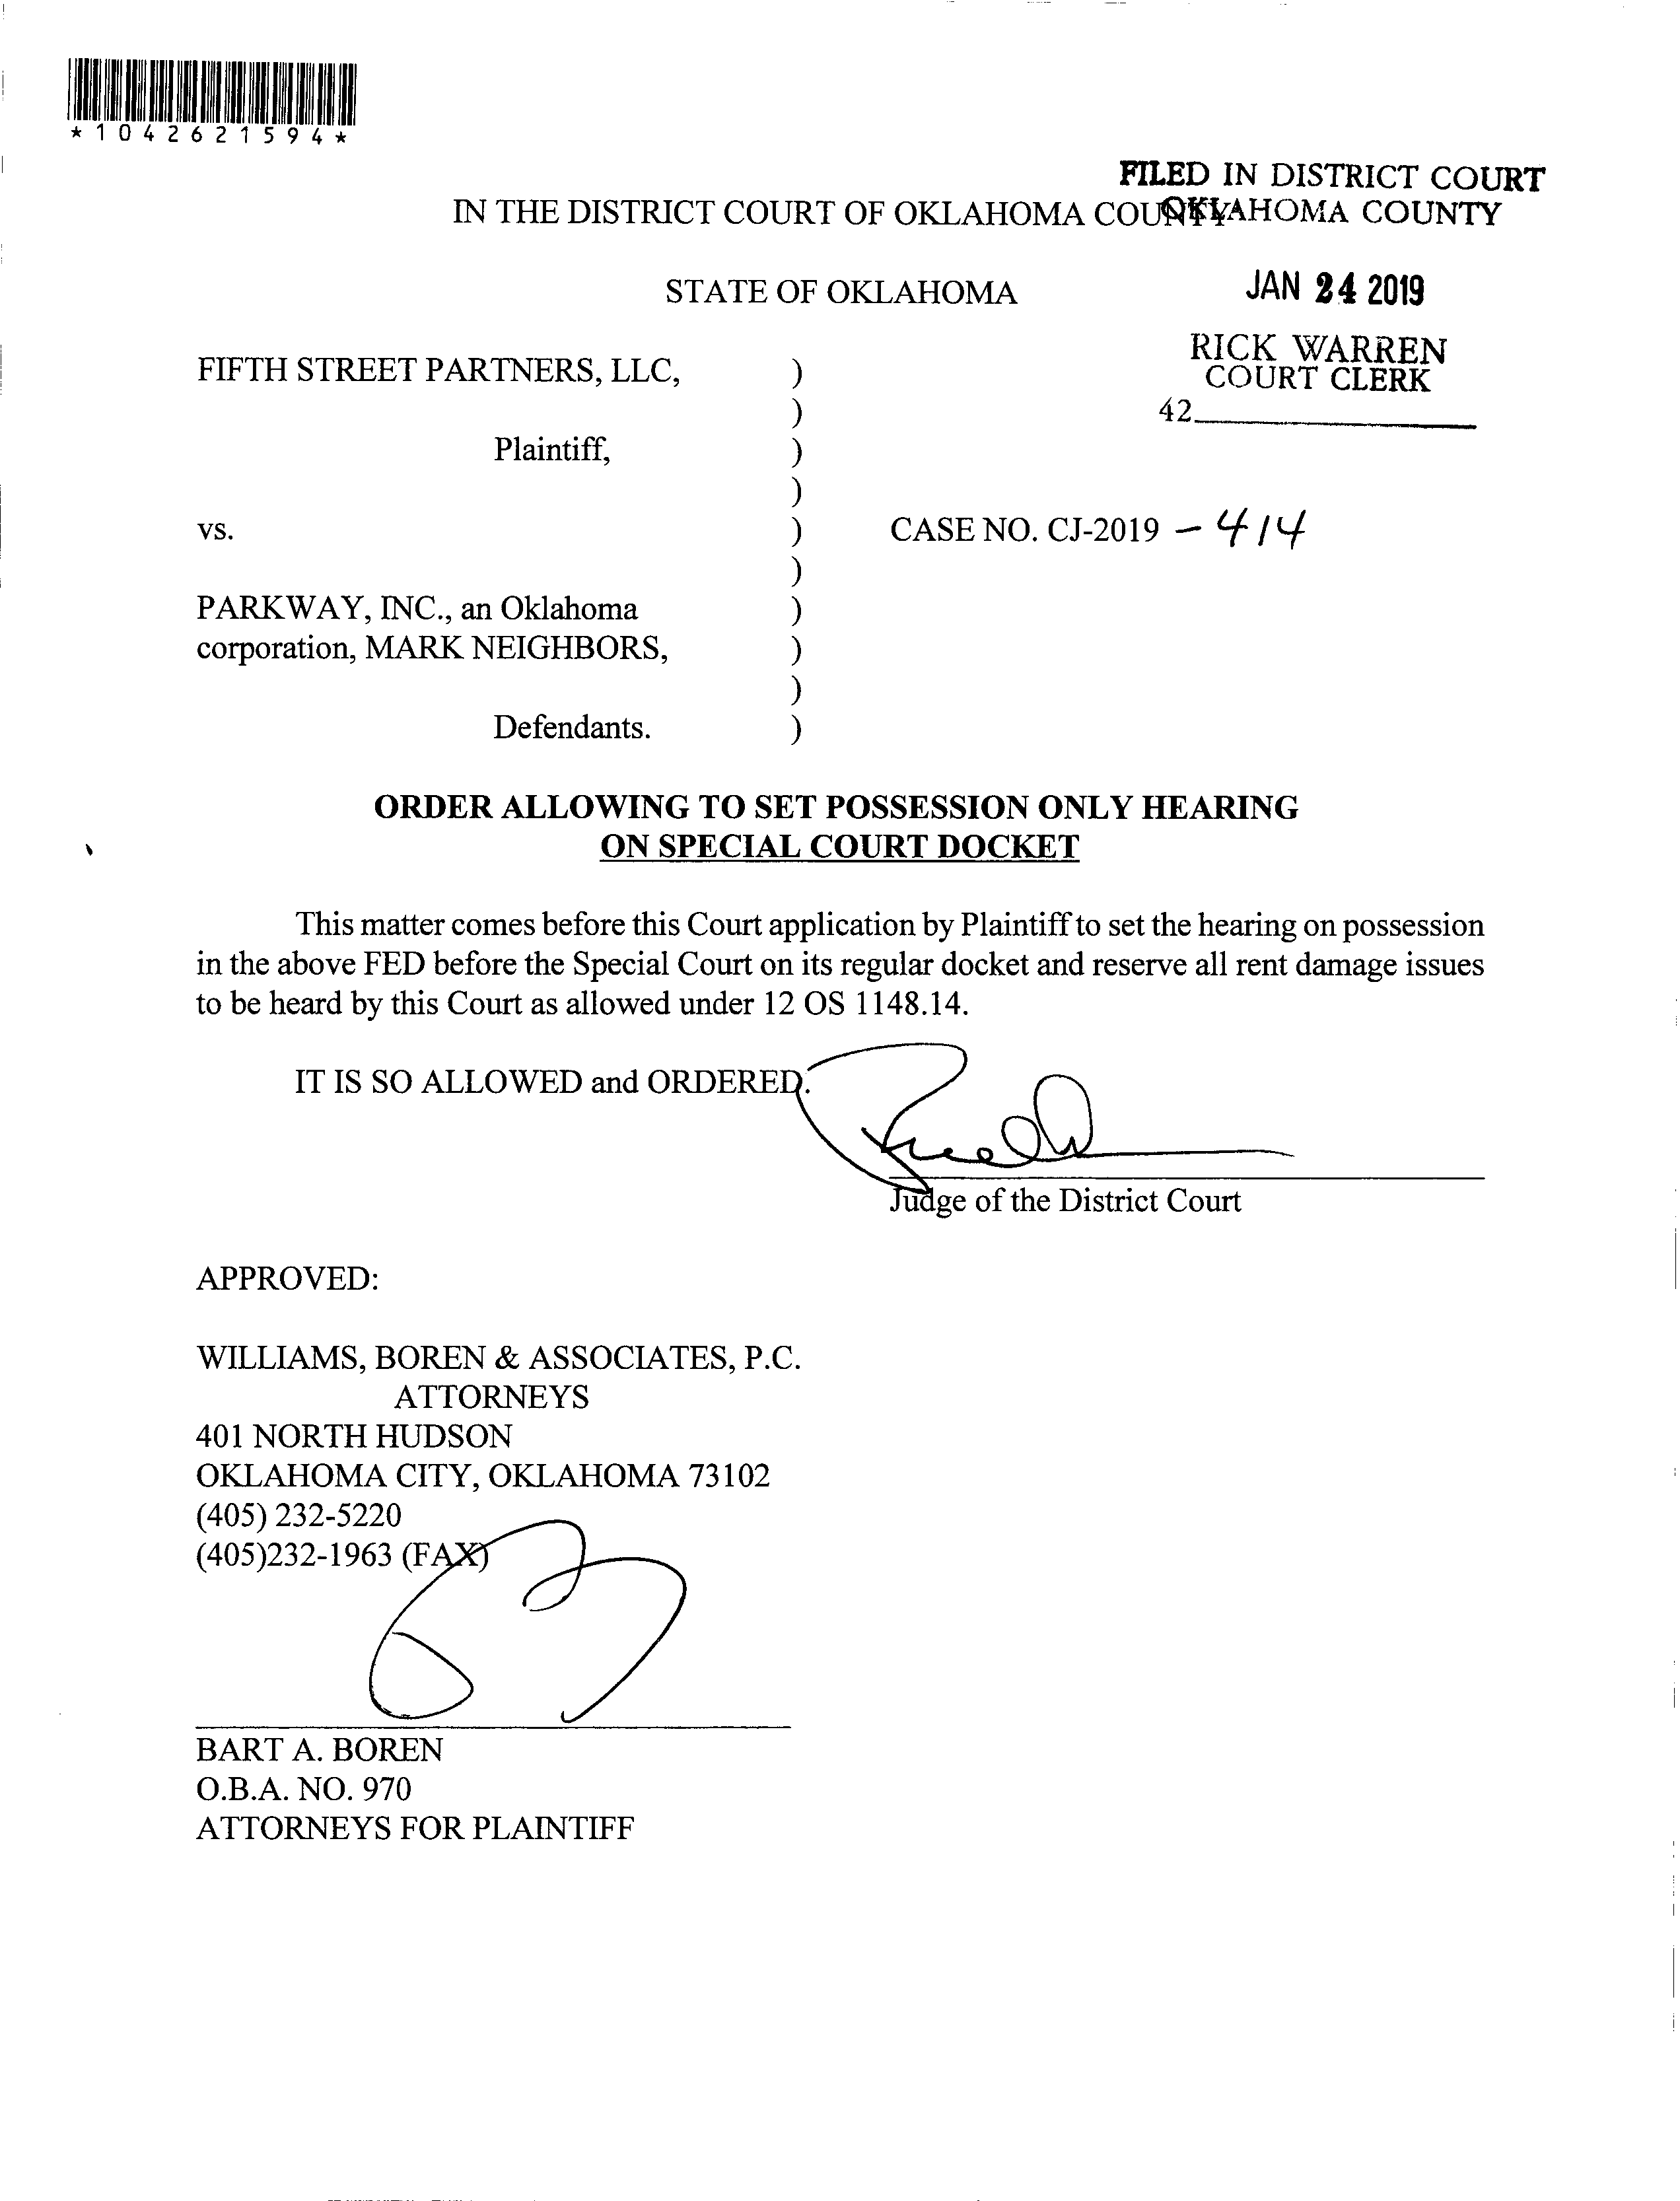 *1042621594*
FILED IN DISTRICT COURT
OKLAHOMA COUNTY
IN THE DISTRICT COURT OF OKLAHOMA COUNTY
STATE OF OKLAHOMA
JAN 24 2019
RICK WARREN
COURT CLERK
42
FIFTH STREET PARTNERS, LLC, )
)
Plaintiff, )
)
vs. ) CASE NO. CJ-2019 - 414
)
PARKWAY, INC., an Oklahoma )
corporation, MARK NEIGHBORS, )
)
Defendants. )
ORDER ALLOWING TO SET POSSESSION ONLY HEARING
ON SPECIAL COURT DOCKET
This matter comes before this Court application by Plaintiff to set the hearing on possession
in the above FED before the Special Court on its regular docket and reserve all rent damage issues
to be heard by this Court as allowed under 12 OS 1148.14.
IT IS SO ALLOWED and ORDERED.
Judge of the District Court
APPROVED:
WILLIAMS, BOREN & ASSOCIATES, P.C.
ATTORNEYS
401 NORTH HUDSON
OKLAHOMA CITY, OKLAHOMA 73102
(405) 232-5220
(405)232-1963 (FAX)
BART A. BOREN
O.B.A. NO. 970
ATTORNEYS FOR PLAINTIFF